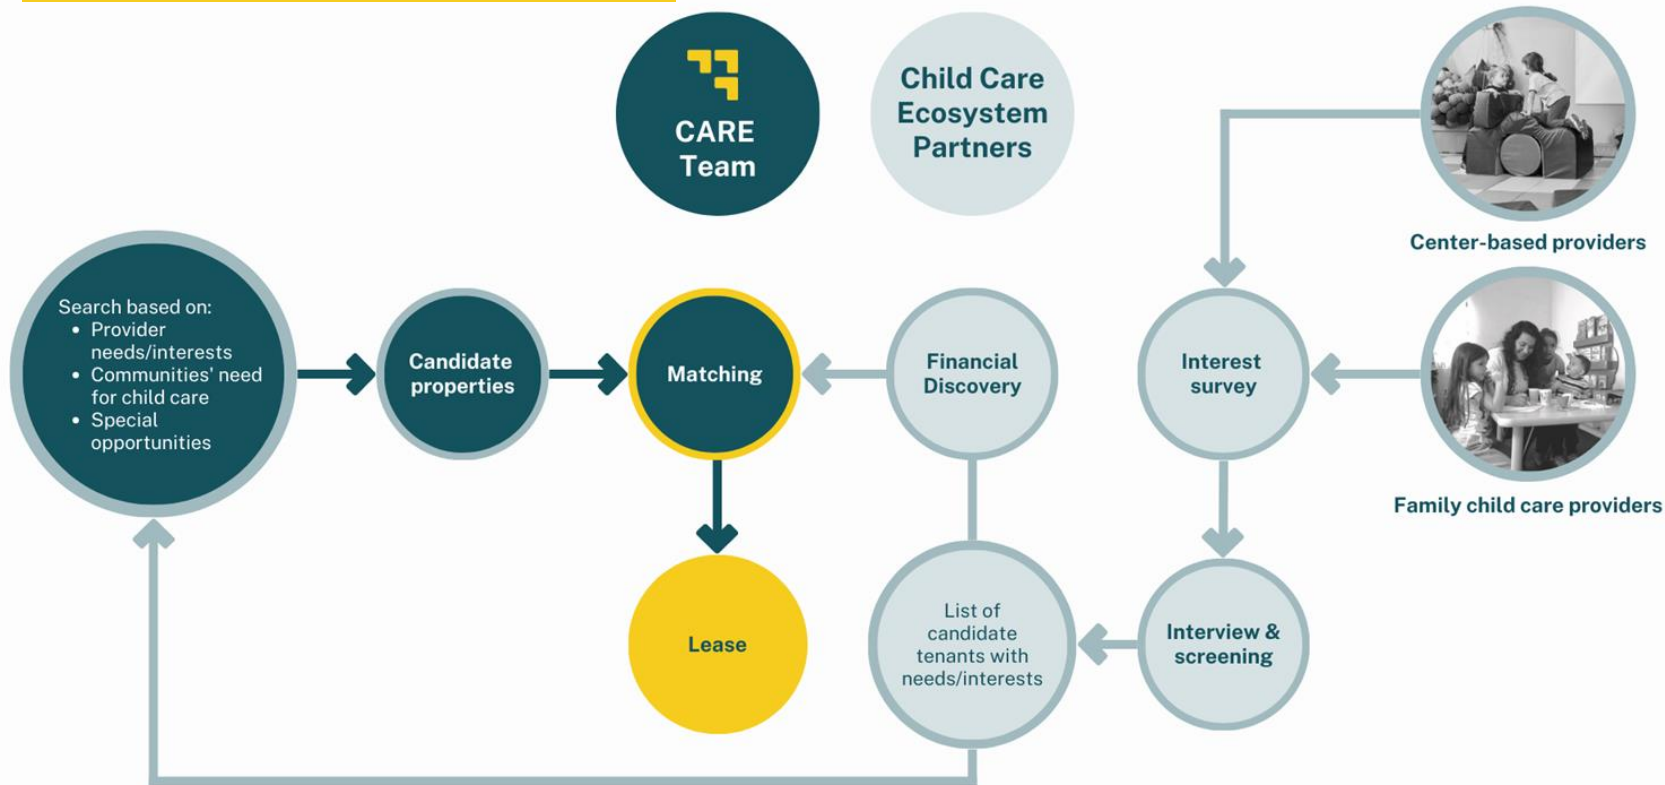 CARE
Team
Child Care
Ecosystem
Partners
Center-based providers
Search based on:
• Provider
needs/interests
• Communities' need
for child care
• Special
opportunities
Candidate
properties
Matching
Financial
Discovery
Interest
survey
Family child care providers
Lease
List of
candidate
tenants with
needs/interests
Interview &
screening